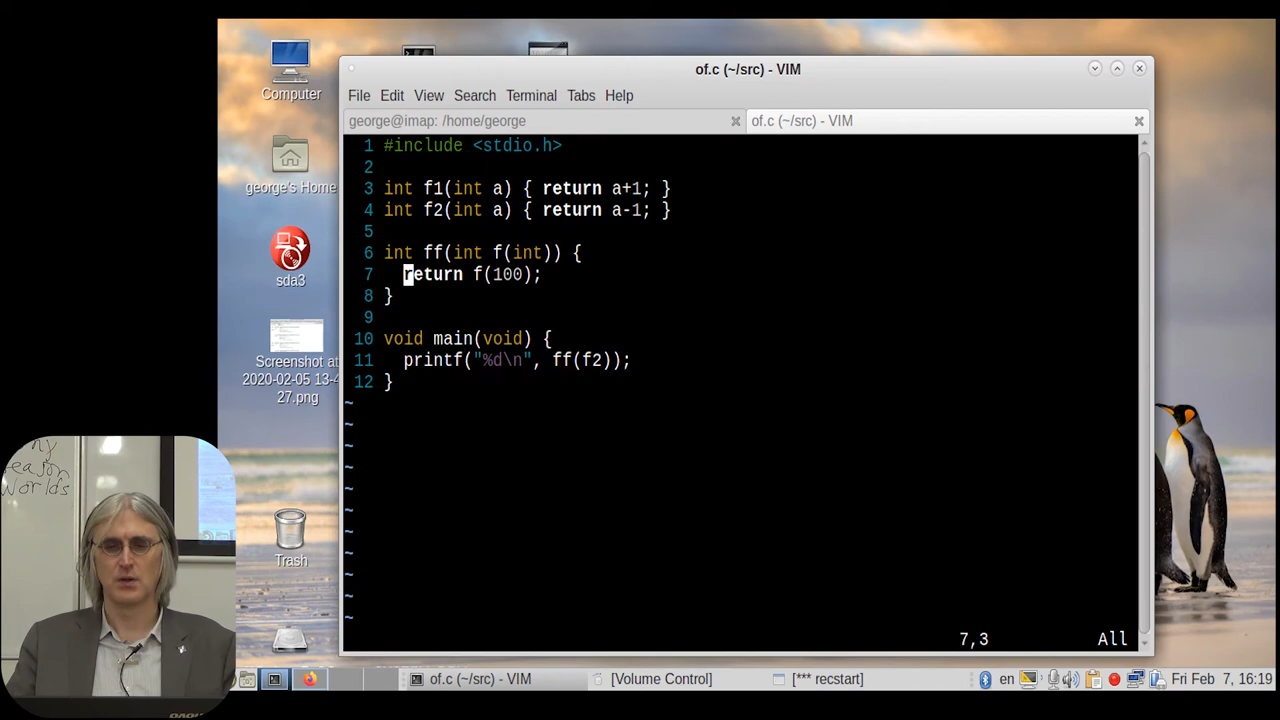 Computer
george's Home
sda3
Screenshot at
2020-02-05 13-4
27.png
Trash
of.c (~/src) - VIM
File Edit View Search Terminal Tabs Help
george@imap: /home/george
of.c (~/src) - VIM
1 #include <stdio.h>
2
3 int f1(int a) { return a+1; }
4 int f2(int a) { return a-1; }
5
6 int ff(int f(int)) {
7   return f(100);
8 }
9
10 void main(void) {
11   printf("%d\n", ff(f2));
12 }
~
~
~
~
~
~
~
~
~
~
~
7,3 All
reason
Worlds
of.c (~/src) - VIM
[Volume Control]
[*** recstart]
en
Fri Feb 7, 16:19